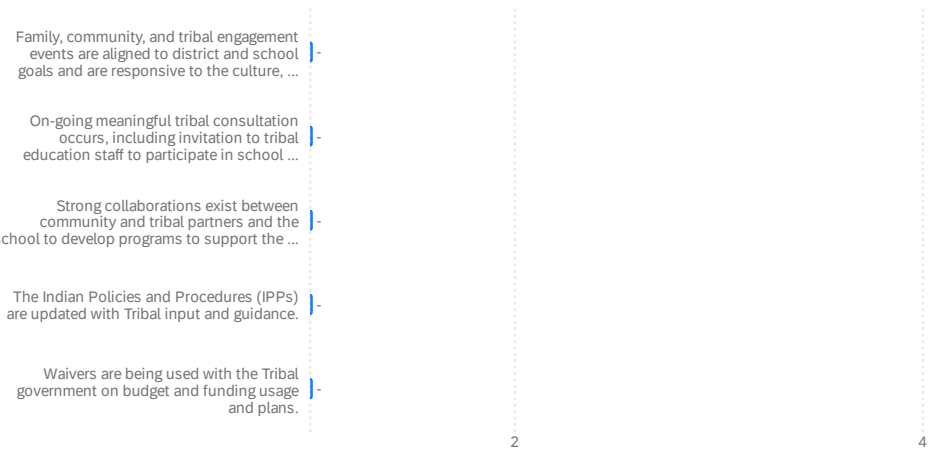 Family, community, and tribal engagement
events are aligned to district and school
goals and are responsive to the culture, ...
-
On-going meaningful tribal consultation
occurs, including invitation to tribal
education staff to participate in school ...
-
Strong collaborations exist between
community and tribal partners and the
chool to develop programs to support the ...
-
The Indian Policies and Procedures (IPPs)
are updated with Tribal input and guidance.
-
Waivers are being used with the Tribal
government on budget and funding usage
and plans.
-
2 4